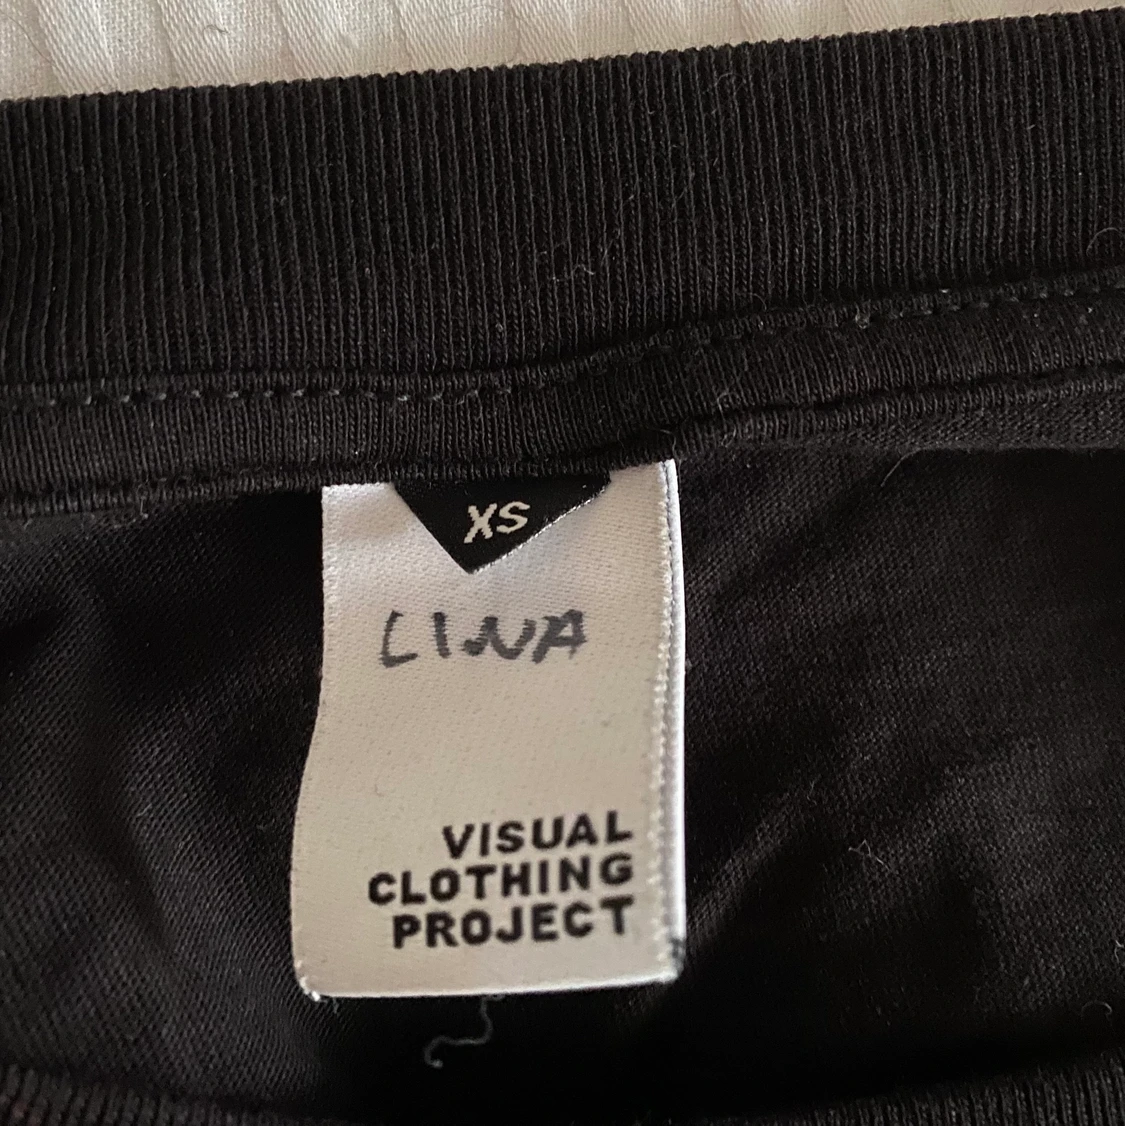 XS
LINA
VISUAL
CLOTHING
PROJECT